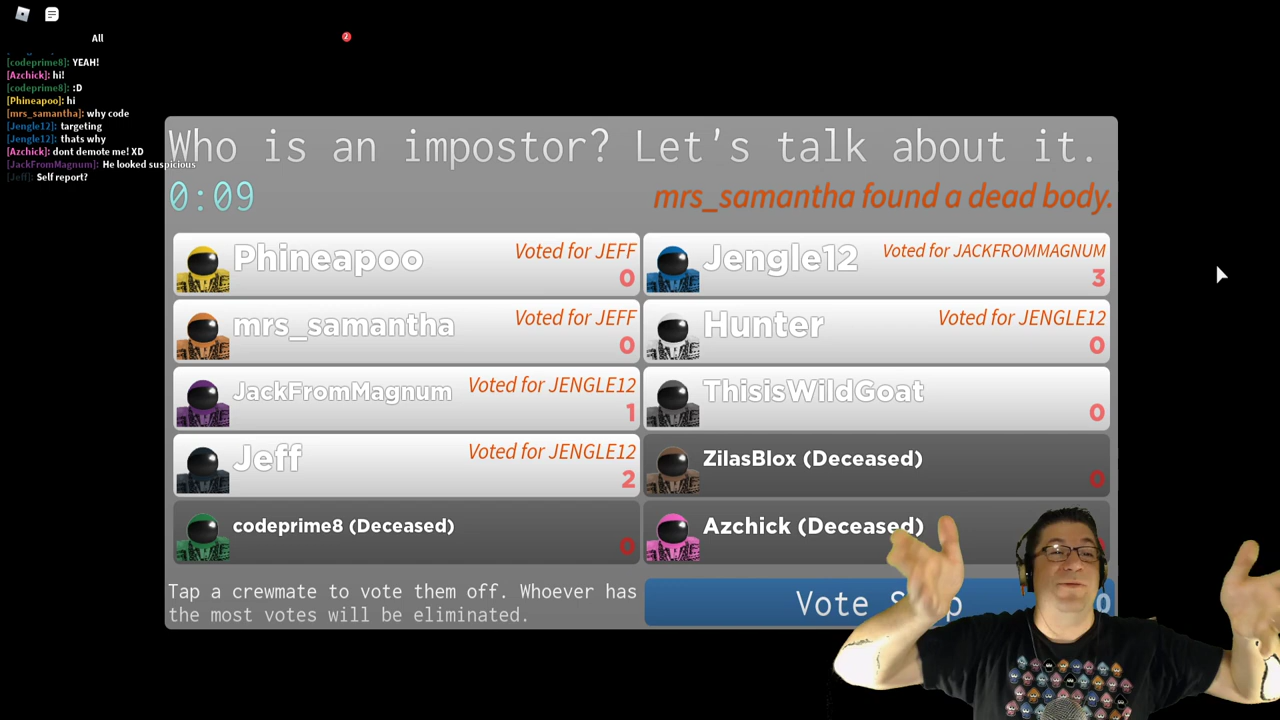 All
2
[codeprime8]: YEAH!
[Azchick]: hi!
[codeprime8]: :D
[Phineapoo]: hi
[mrs_samantha]: why code
[Jengle12]: targeting
[Jengle12]: thats why
[Azchick]: dont demote me! XD
[JackFromMagnum]: He looked suspicious
[Jeff]: Self report?
Who is an impostor? Let's talk about it.
0:09
mrs_samantha found a dead body.
Phineapoo Voted for JEFF 0
Jengle12 Voted for JACKFROMMAGNUM 3
mrs_samantha Voted for JEFF 0
Hunter Voted for JENGLE12 0
JackFromMagnum Voted for JENGLE12 1
ThisisWildGoat 0
Jeff Voted for JENGLE12 2
ZilasBlox (Deceased) 0
codeprime8 (Deceased) 0
Azchick (Deceased)
Tap a crewmate to vote them off. Whoever has
the most votes will be eliminated.
Vote 0